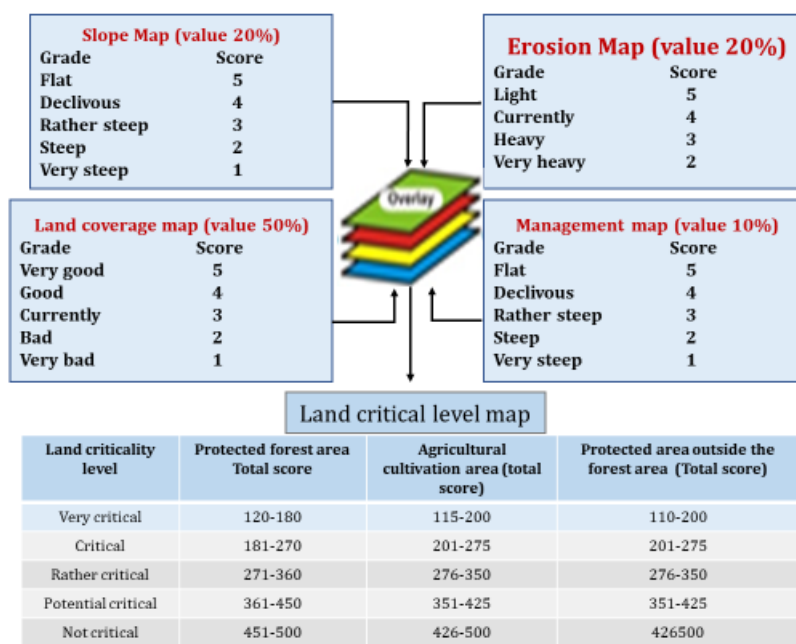 Slope Map (value 20%)
Grade Score
Flat 5
Declivous 4
Rather steep 3
Steep 2
Very steep 1
Erosion Map (value 20%)
Grade Score
Light 5
Currently 4
Heavy 3
Very heavy 2
Overlay
Land coverage map (value 50%)
Grade Score
Very good 5
Good 4
Currently 3
Bad 2
Very bad 1
Management map (value 10%)
Grade Score
Flat 5
Declivous 4
Rather steep 3
Steep 2
Very steep 1
Land critical level map
Land criticality level Protected forest area Total score Agricultural cultivation area (total score) Protected area outside the forest area (Total score)
Very critical 120-180 115-200 110-200
Critical 181-270 201-275 201-275
Rather critical 271-360 276-350 276-350
Potential critical 361-450 351-425 351-425
Not critical 451-500 426-500 426500